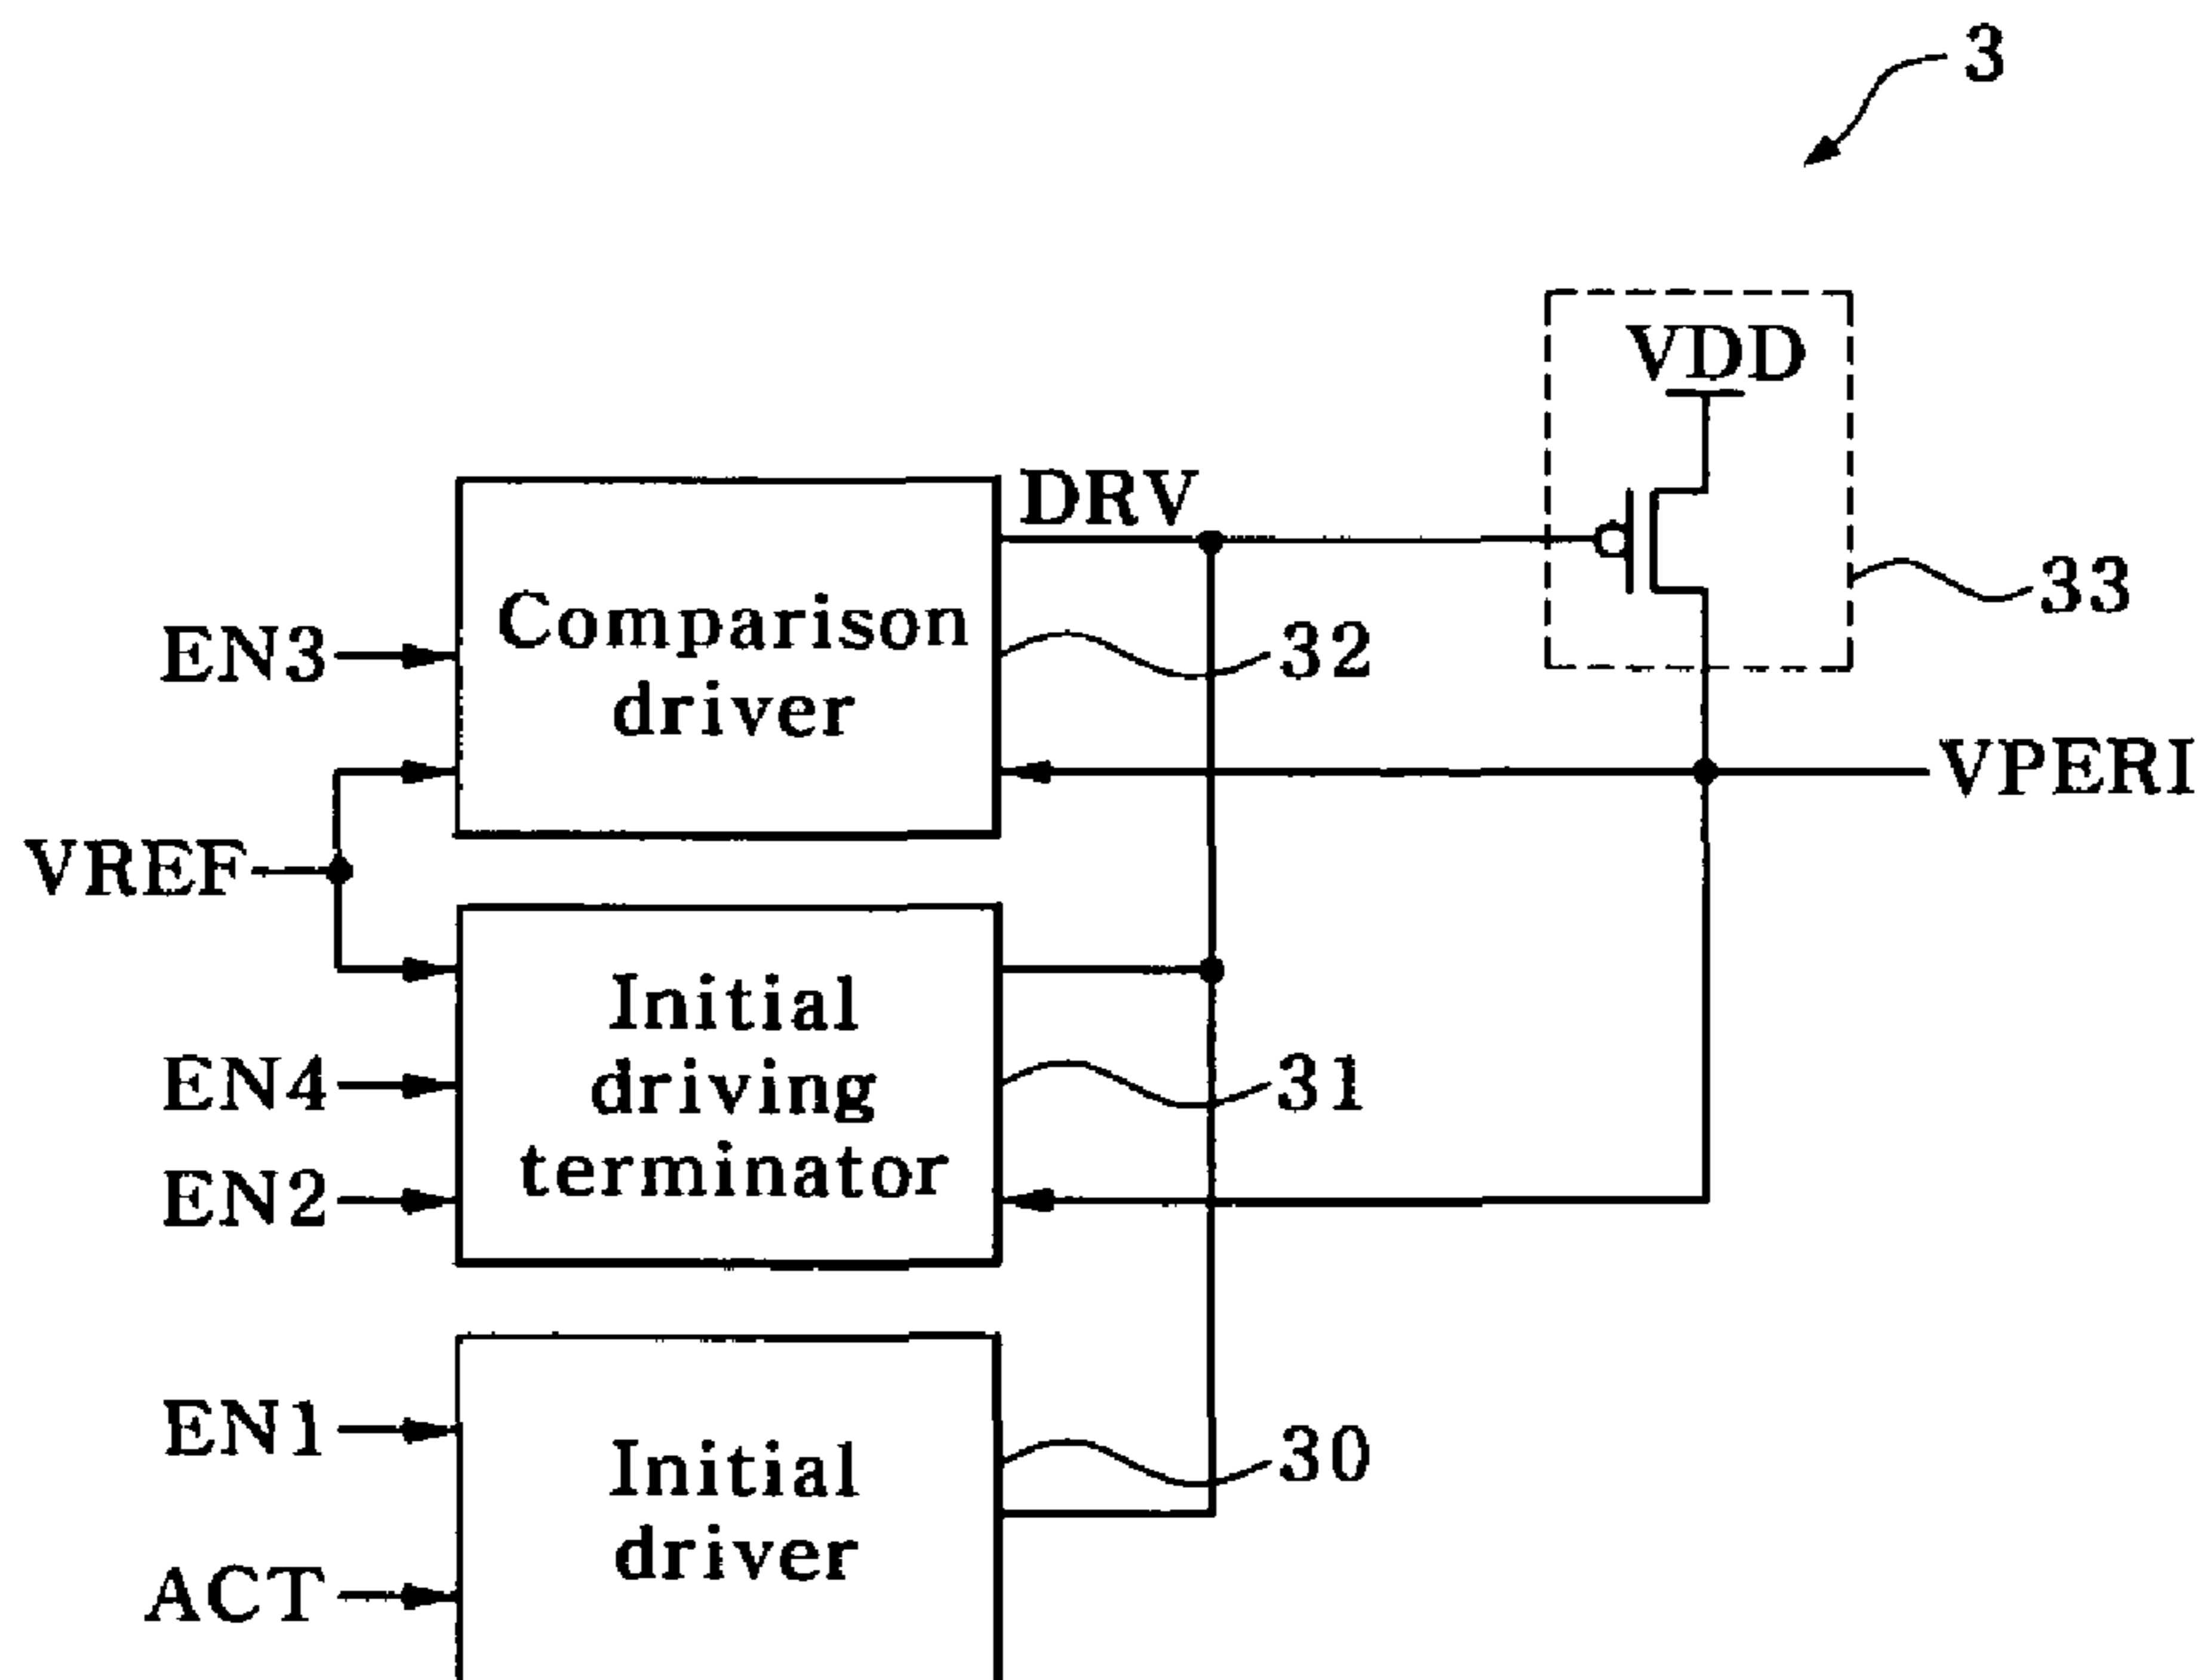 3
VDD
DRV
33
EN3
Comparison
driver
32
VPERI
VREF
Initial
driving
terminator
EN4
31
EN2
EN1
Initial
driver
30
ACT